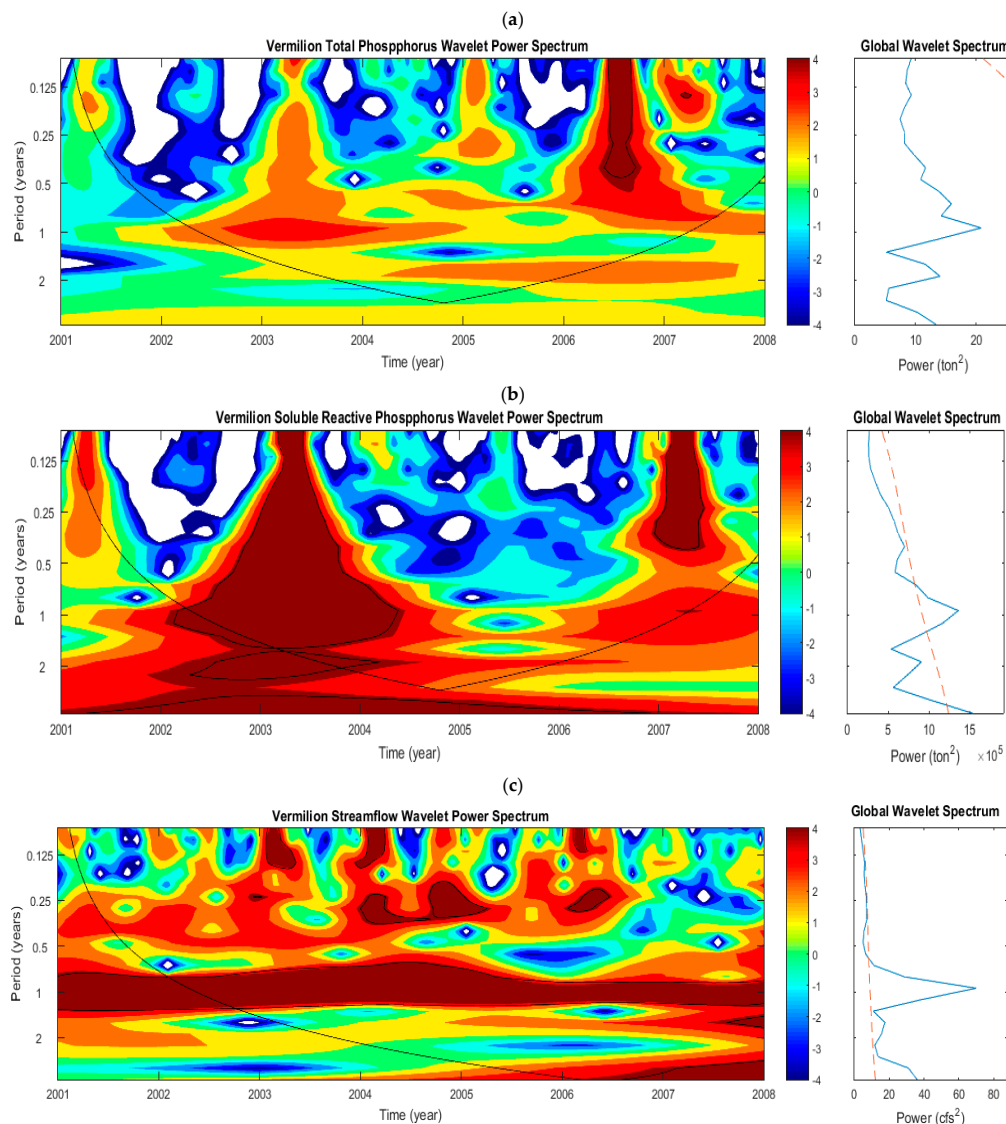 (a)
Vermilion Total Phospphorus Wavelet Power Spectrum
Global Wavelet Spectrum
Period (years)
0.125
0.25
0.5
1
2
2001 2002 2003 2004 2005 2006 2007 2008
Time (year)
4
3
2
1
0
-1
-2
-3
-4
0 10 20
Power (ton²)
(b)
Vermilion Soluble Reactive Phospphorus Wavelet Power Spectrum
Global Wavelet Spectrum
Period (years)
0.125
0.25
0.5
1
2
2001 2002 2003 2004 2005 2006 2007 2008
Time (year)
4
3
2
1
0
-1
-2
-3
-4
0 5 10 15
Power (ton²) ×10⁵
(c)
Vermilion Streamflow Wavelet Power Spectrum
Global Wavelet Spectrum
Period (years)
0.125
0.25
0.5
1
2
2001 2002 2003 2004 2005 2006 2007 2008
Time (year)
4
3
2
1
0
-1
-2
-3
-4
0 20 40 60 80
Power (cfs²)